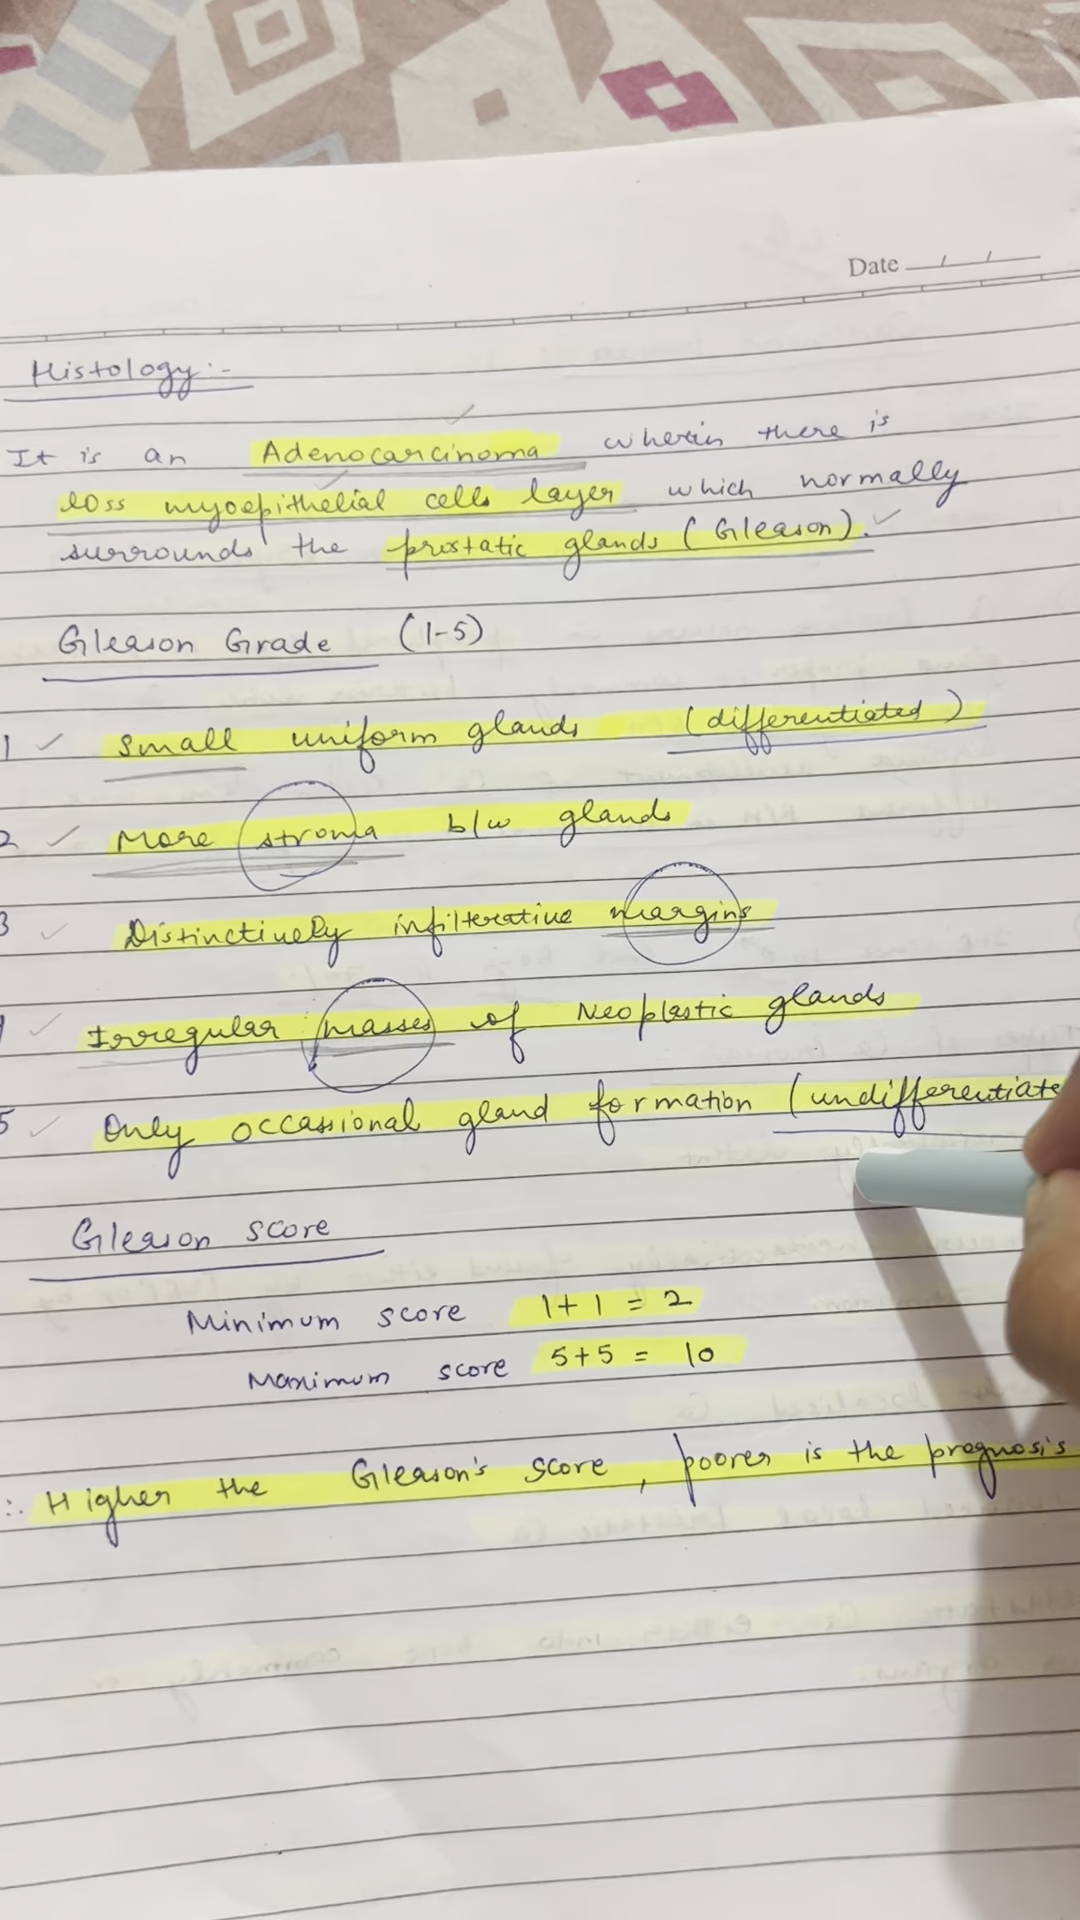 Date / /
Histology:-
It is an Adenocarcinoma wherein there is
loss myoepithelial cells layer which normally
surrounds the prostatic glands (Gleason).
Gleason Grade (1-5)
1 small uniform glands (differentiated)
2 More stroma b/w glands
3 Distinctively infilterative margins
Irregular masses of Neoplastic glands
5 Only occassional gland formation (undifferentiate
Gleason score
Minimum score 1+1 = 2
Maximum score 5+5 = 10
∴ Higher the Gleason's score, poorer is the prognosis